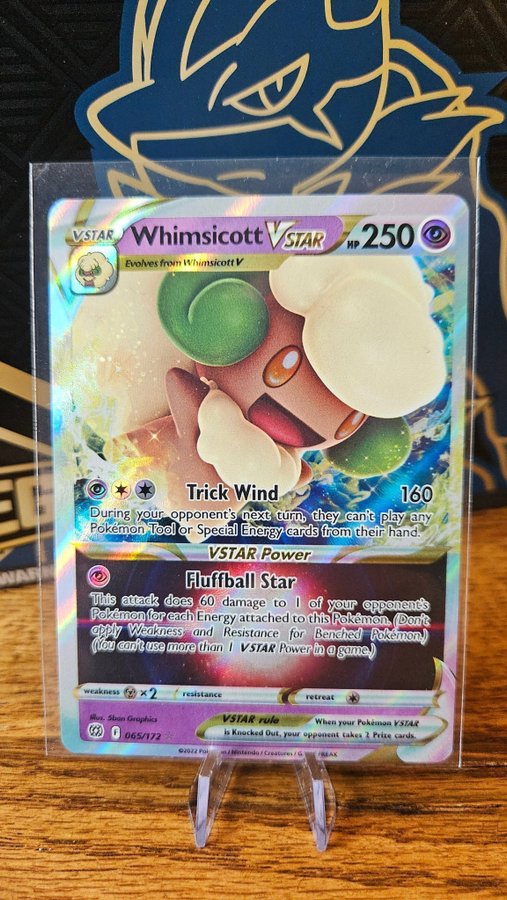 VSTAR Whimsicott VSTAR HP 250
Evolves from Whimsicott V
Trick Wind 160
During your opponent's next turn, they can't play any
Pokémon Tool or Special Energy cards from their hand.
VSTAR Power
Fluffball Star
This attack does 60 damage to 1 of your opponent's
Pokémon for each Energy attached to this Pokémon. (Don't
apply Weakness and Resistance for Benched Pokémon.)
(You can't use more than 1 VSTAR Power in a game.)
weakness ×2 resistance retreat
Illus. 5ban Graphics
VSTAR rule When your Pokémon VSTAR
is Knocked Out, your opponent takes 2 Prize cards.
F 065/172
©2022 Pokémon / Nintendo / Creatures / GAME FREAK